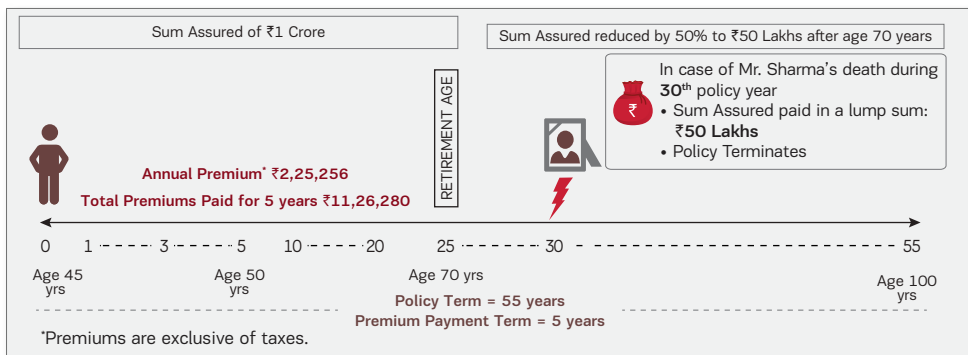 Sum Assured of ₹1 Crore
Sum Assured reduced by 50% to ₹50 Lakhs after age 70 years
In case of Mr. Sharma's death during
30th policy year
• Sum Assured paid in a lump sum:
₹50 Lakhs
• Policy Terminates
₹
RETIREMENT AGE
Annual Premium* ₹2,25,256
Total Premiums Paid for 5 years ₹11,26,280
0 1 3 5 10 20 25 30 55
Age 45
yrs
Age 50
yrs
Age 70 yrs
Age 100
yrs
Policy Term = 55 years
Premium Payment Term = 5 years
*Premiums are exclusive of taxes.